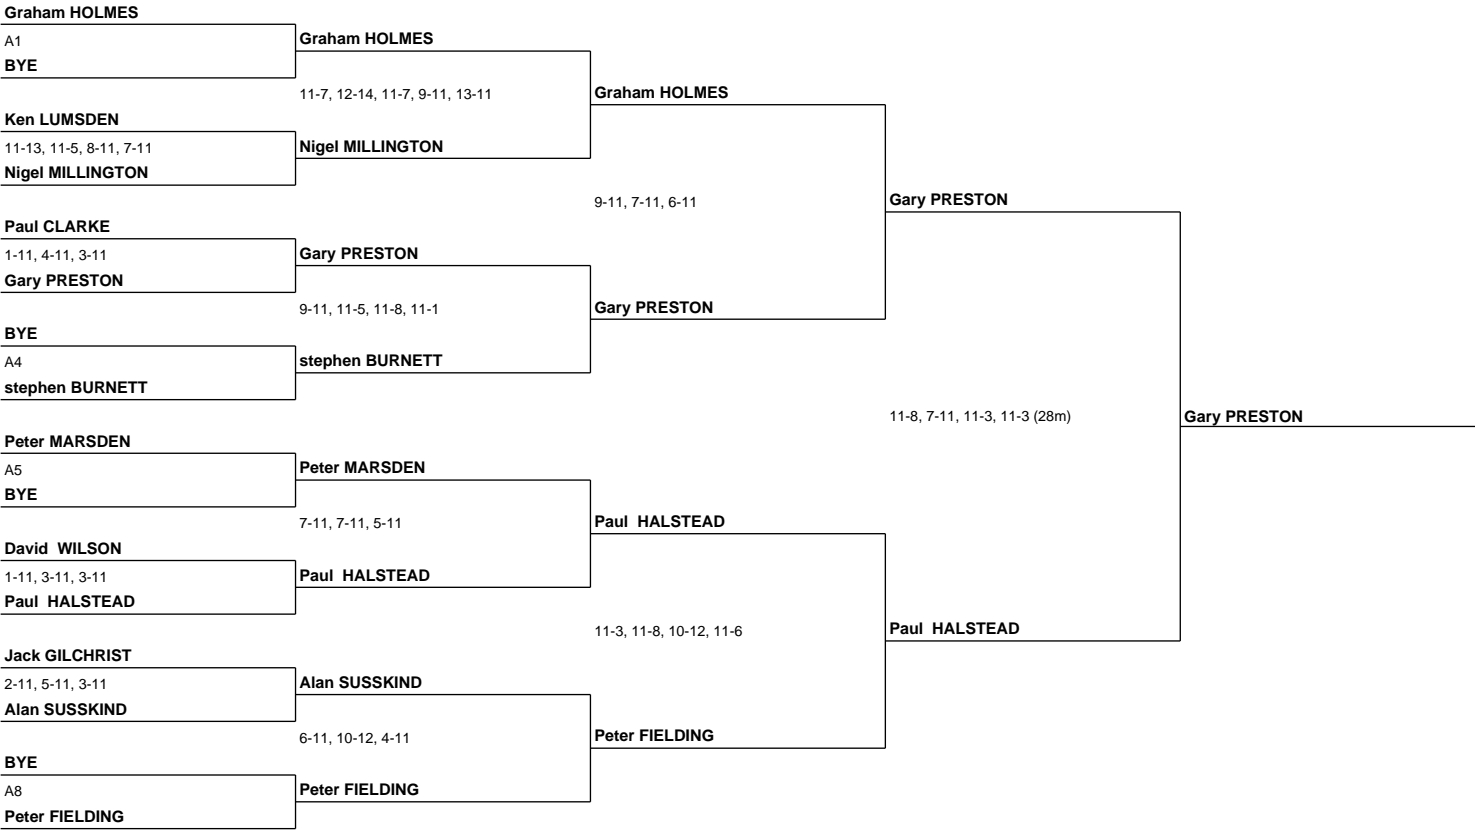 Graham HOLMES
A1
BYE
Ken LUMSDEN
11-13, 11-5, 8-11, 7-11
Nigel MILLINGTON
Paul CLARKE
1-11, 4-11, 3-11
Gary PRESTON
BYE
A4
stephen BURNETT
Peter MARSDEN
A5
BYE
David  WILSON
1-11, 3-11, 3-11
Paul  HALSTEAD
Jack GILCHRIST
2-11, 5-11, 3-11
Alan SUSSKIND
BYE
A8
Peter FIELDING
Graham HOLMES
11-7, 12-14, 11-7, 9-11, 13-11
Nigel MILLINGTON
Gary PRESTON
9-11, 11-5, 11-8, 11-1
stephen BURNETT
Peter MARSDEN
7-11, 7-11, 5-11
Paul  HALSTEAD
Alan SUSSKIND
6-11, 10-12, 4-11
Peter FIELDING
Graham HOLMES
9-11, 7-11, 6-11
Gary PRESTON
Paul  HALSTEAD
11-3, 11-8, 10-12, 11-6
Peter FIELDING
Gary PRESTON
11-8, 7-11, 11-3, 11-3 (28m)
Paul  HALSTEAD
Gary PRESTON